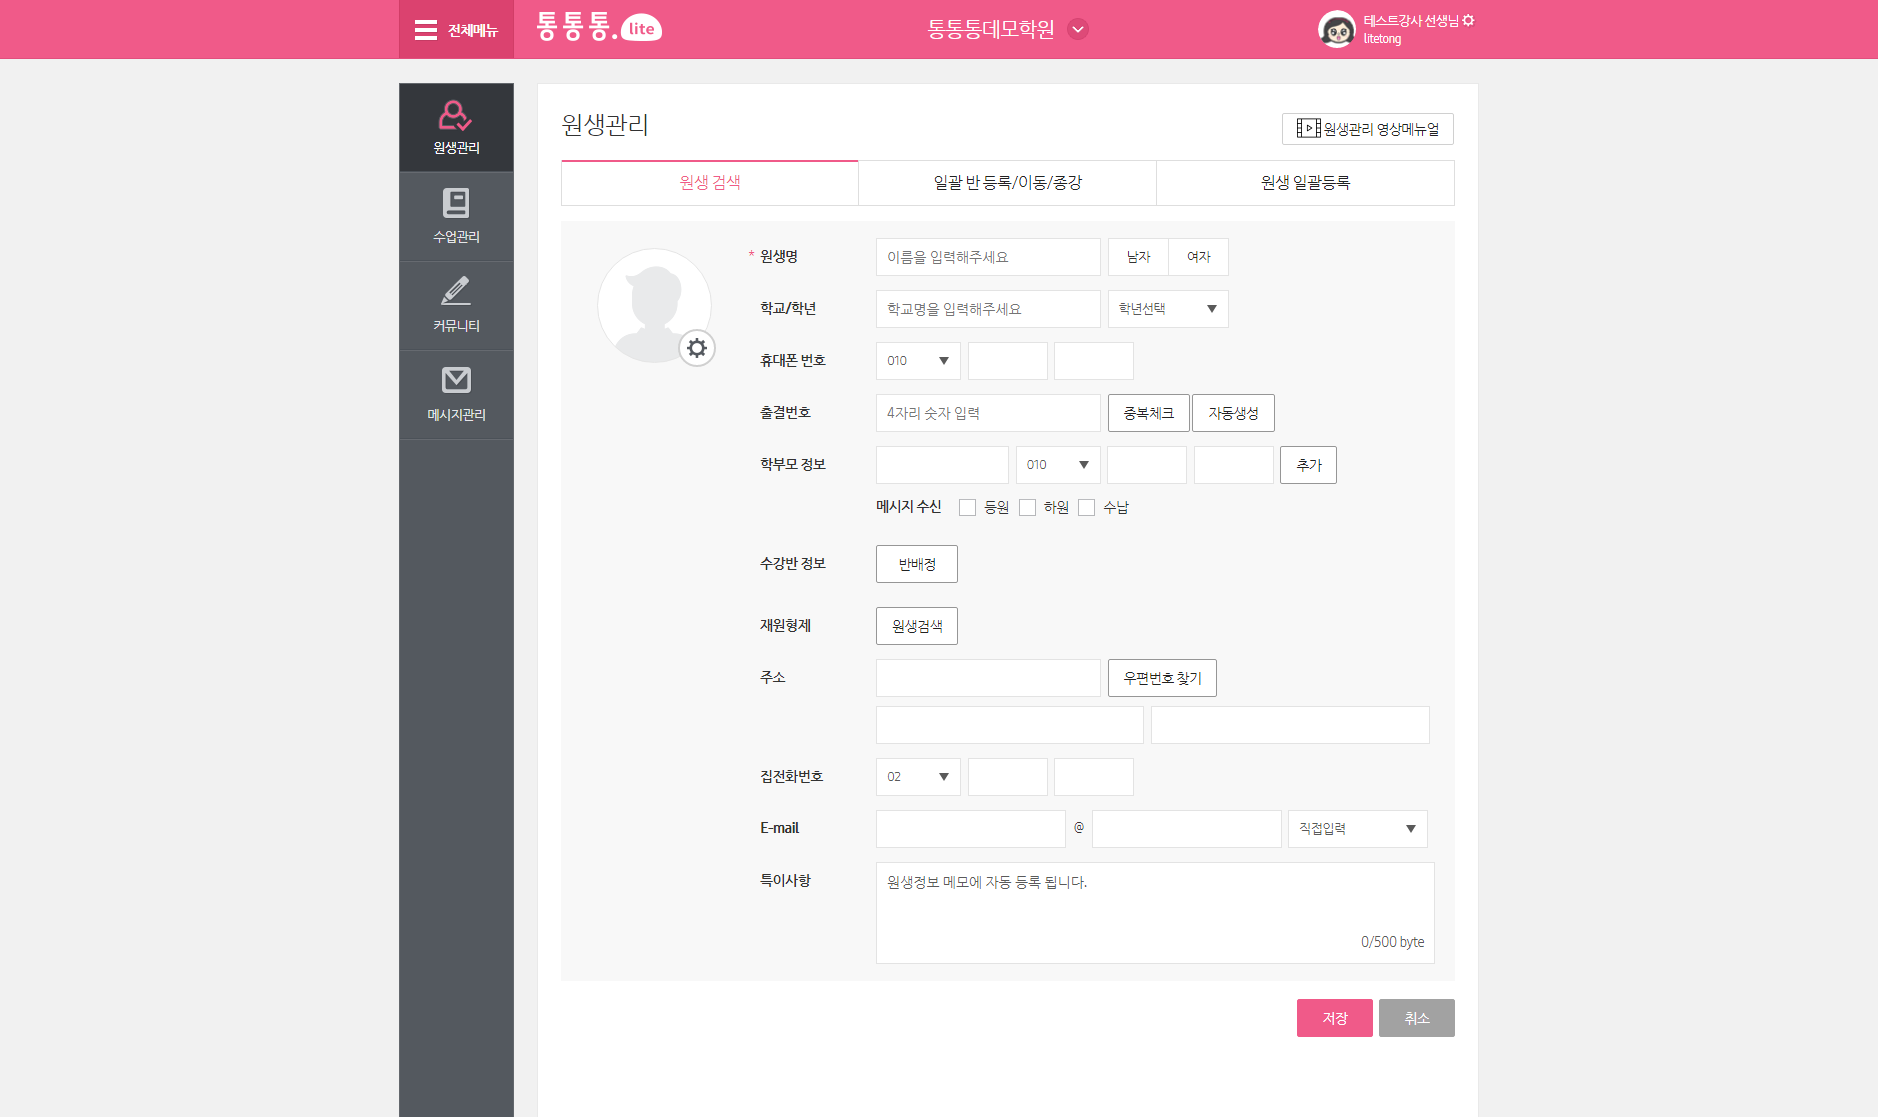 전체메뉴
통통통.lite
통통통데모학원
테스트강사 선생님
litetong
원생관리
수업관리
커뮤니티
메시지관리
원생관리
원생관리 영상메뉴얼
원생 검색 일괄 반 등록/이동/종강 원생 일괄등록
* 원생명 이름을 입력해주세요 남자 여자
학교/학년 학교명을 입력해주세요 학년선택
휴대폰 번호 010
출결번호 4자리 숫자 입력 중복체크 자동생성
학부모 정보 010 추가
메시지 수신 등원 하원 수납
수강반 정보 반배정
재원형제 원생검색
주소 우편번호 찾기
집전화번호 02
E-mail @ 직접입력
특이사항 원생정보 메모에 자동 등록 됩니다.
0/500 byte
저장 취소